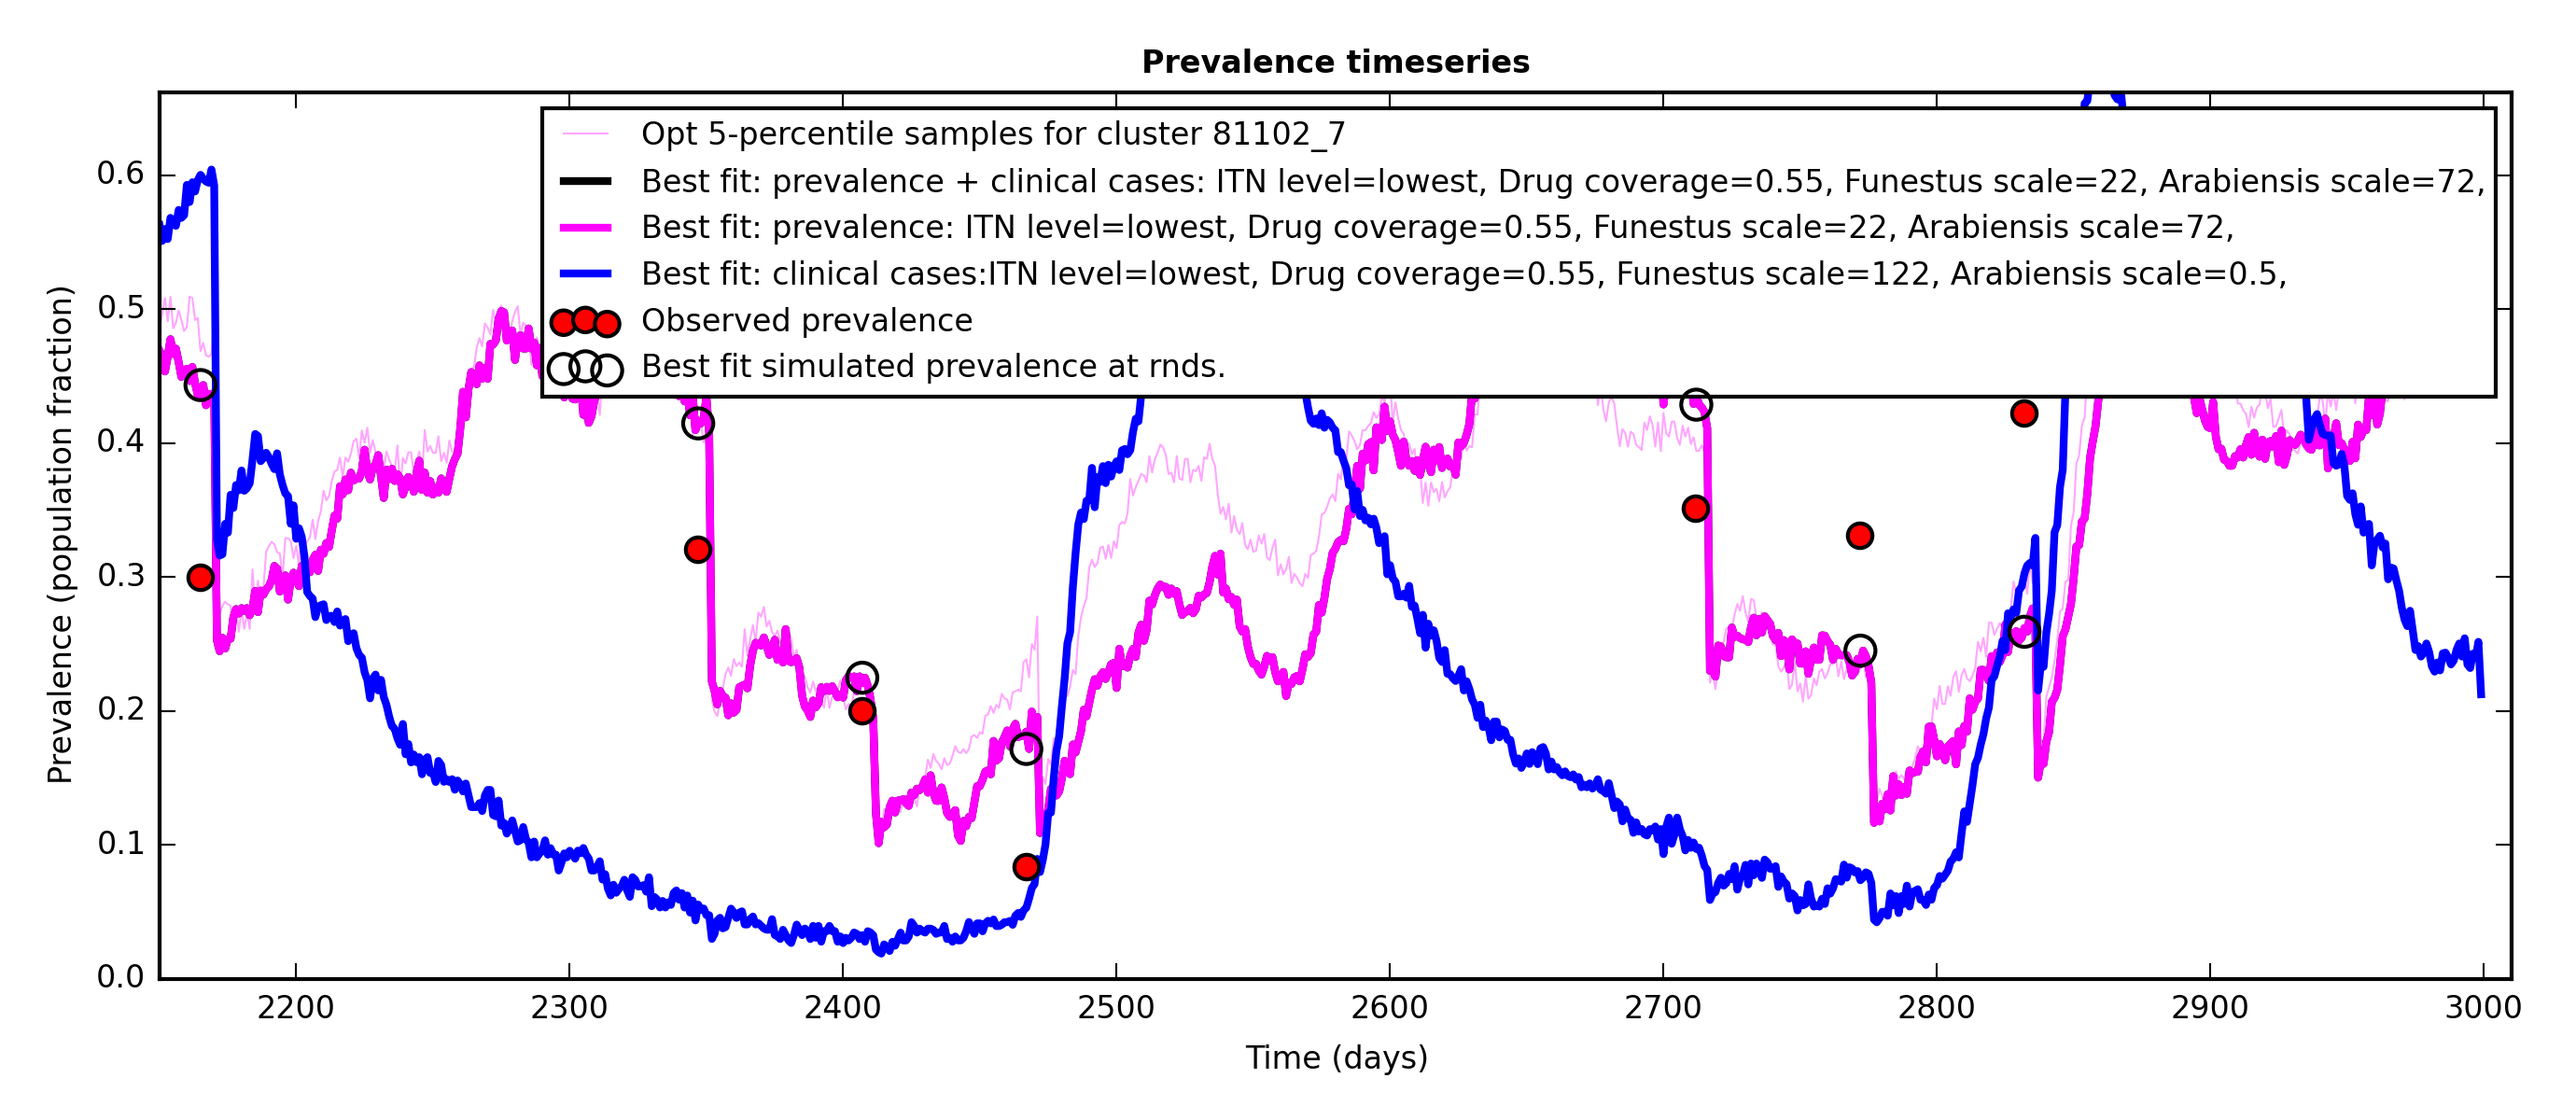 Prevalence timeseries
Opt 5-percentile samples for cluster 81102_7
Best fit: prevalence + clinical cases: ITN level=lowest, Drug coverage=0.55, Funestus scale=22, Arabiensis scale=72,
Best fit: prevalence: ITN level=lowest, Drug coverage=0.55, Funestus scale=22, Arabiensis scale=72,
Best fit: clinical cases:ITN level=lowest, Drug coverage=0.55, Funestus scale=122, Arabiensis scale=0.5,
Observed prevalence
Best fit simulated prevalence at rnds.
Prevalence (population fraction)
0.6
0.5
0.4
0.3
0.2
0.1
0.0
2200 2300 2400 2500 2600 2700 2800 2900 3000
Time (days)